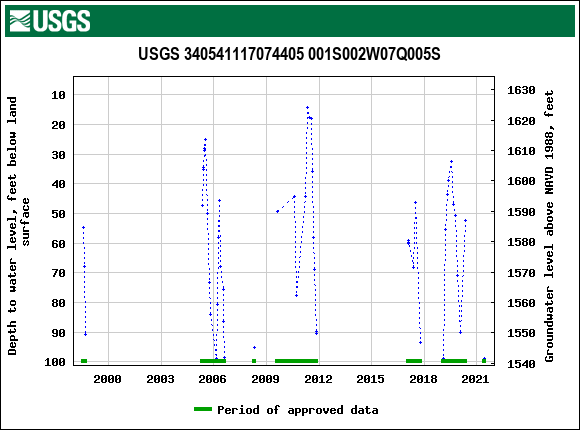 USGS
USGS 340541117074405 001S002W07Q005S
Depth to water level, feet below land
surface
10
20
30
40
50
60
70
80
90
100
1630
1620
1610
1600
1590
1580
1570
1560
1550
1540
Groundwater level above NAVD 1988, feet
2000 2003 2006 2009 2012 2015 2018 2021
Period of approved data